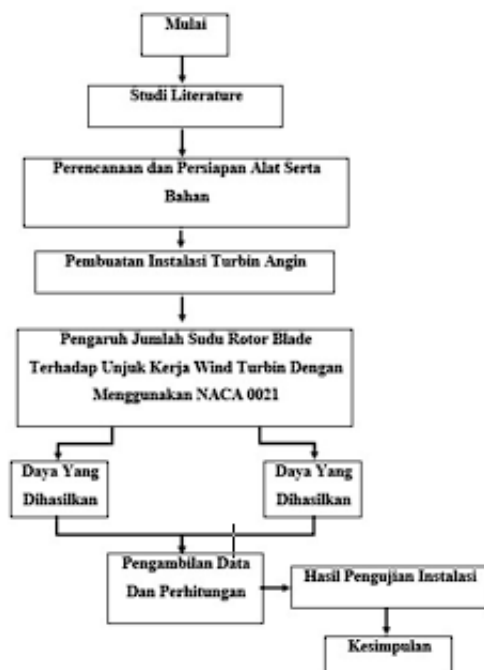 Mulai
Studi Literature
Perencanaan dan Persiapan Alat Serta
Bahan
Pembuatan Instalasi Turbin Angin
Pengaruh Jumlah Sudu Rotor Blade
Terhadap Unjuk Kerja Wind Turbin Dengan
Menggunakan NACA 0021
Daya Yang
Dihasilkan
Daya Yang
Dihasilkan
Pengambilan Data
Dan Perhitungan
Hasil Pengujian Instalasi
Kesimpulan